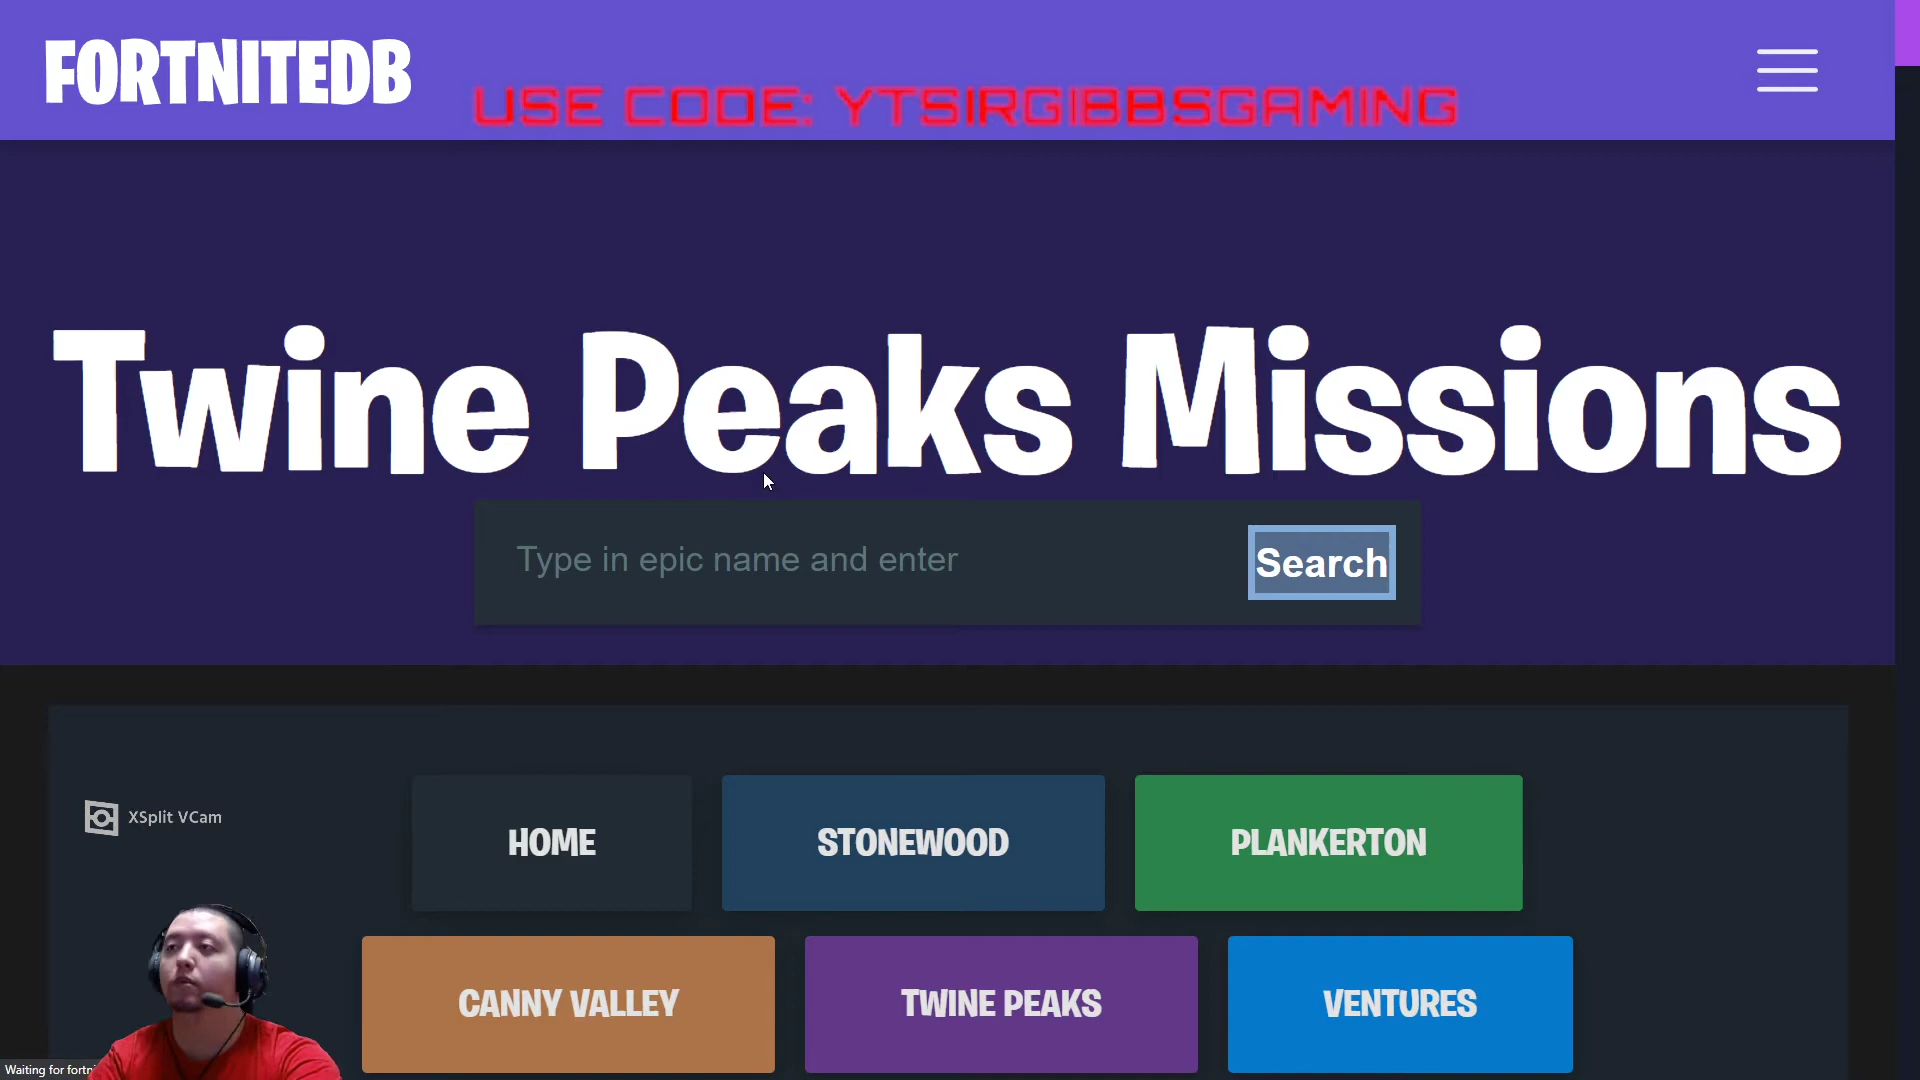 FORTNITEDB
USE CODE: YTSIRGIBBSGAMING
Twine Peaks Missions
Type in epic name and enter
Search
XSplit VCam
HOME
STONEWOOD
PLANKERTON
CANNY VALLEY
TWINE PEAKS
VENTURES
Waiting for fortni